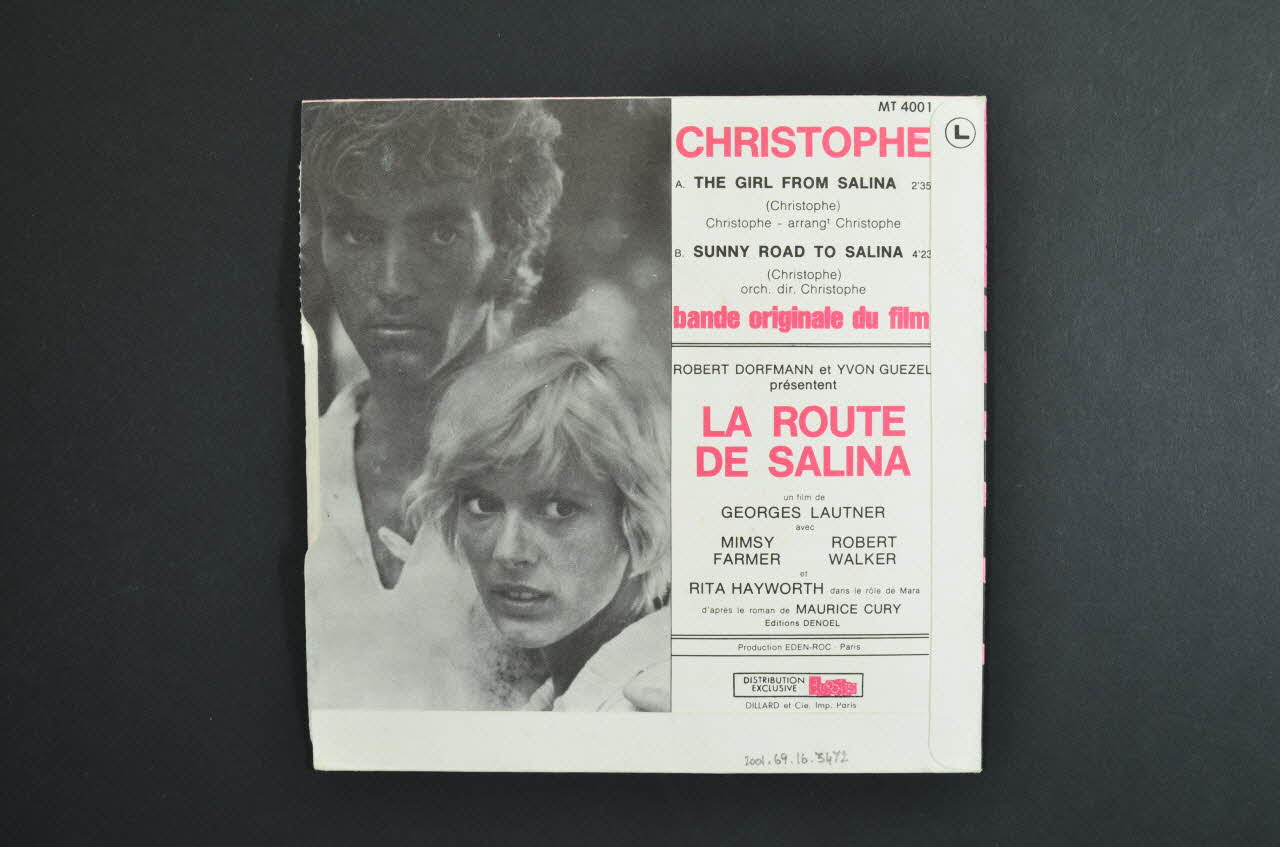 MT 4001
L
CHRISTOPHE
A. THE GIRL FROM SALINA 2'35
(Christophe)
Christophe - arrangt Christophe
B. SUNNY ROAD TO SALINA 4'23
(Christophe)
orch. dir. Christophe
bande originale du film
ROBERT DORFMANN et YVON GUEZEL
présentent
LA ROUTE
DE SALINA
un film de
GEORGES LAUTNER
avec
MIMSY FARMER
ROBERT WALKER
et
RITA HAYWORTH dans le rôle de Mara
d'après le roman de MAURICE CURY
Editions DENOEL
Production EDEN-ROC - Paris
DISTRIBUTION
EXCLUSIVE
DILLARD et Cie. Imp. Paris
2001.69.16.3472